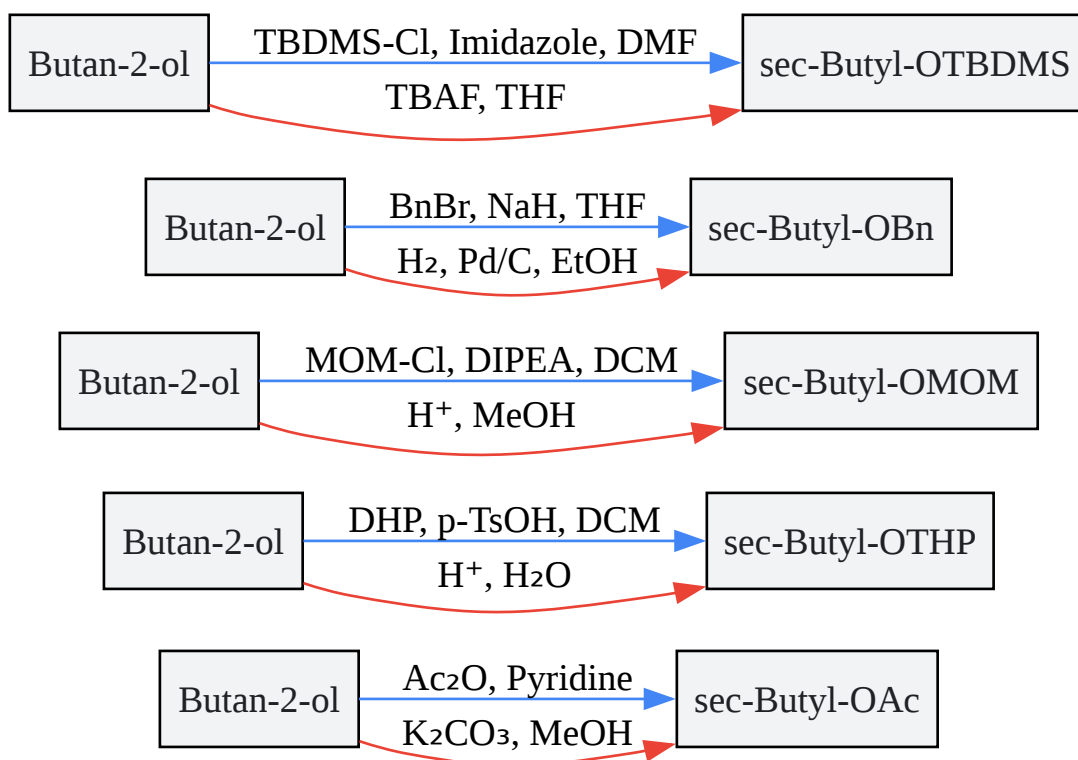 Butan-2-ol TBDMS-Cl, Imidazole, DMF sec-Butyl-OTBDMS
TBAF, THF
Butan-2-ol BnBr, NaH, THF sec-Butyl-OBn
H₂, Pd/C, EtOH
Butan-2-ol MOM-Cl, DIPEA, DCM sec-Butyl-OMOM
H⁺, MeOH
Butan-2-ol DHP, p-TsOH, DCM sec-Butyl-OTHP
H⁺, H₂O
Butan-2-ol Ac₂O, Pyridine sec-Butyl-OAc
K₂CO₃, MeOH